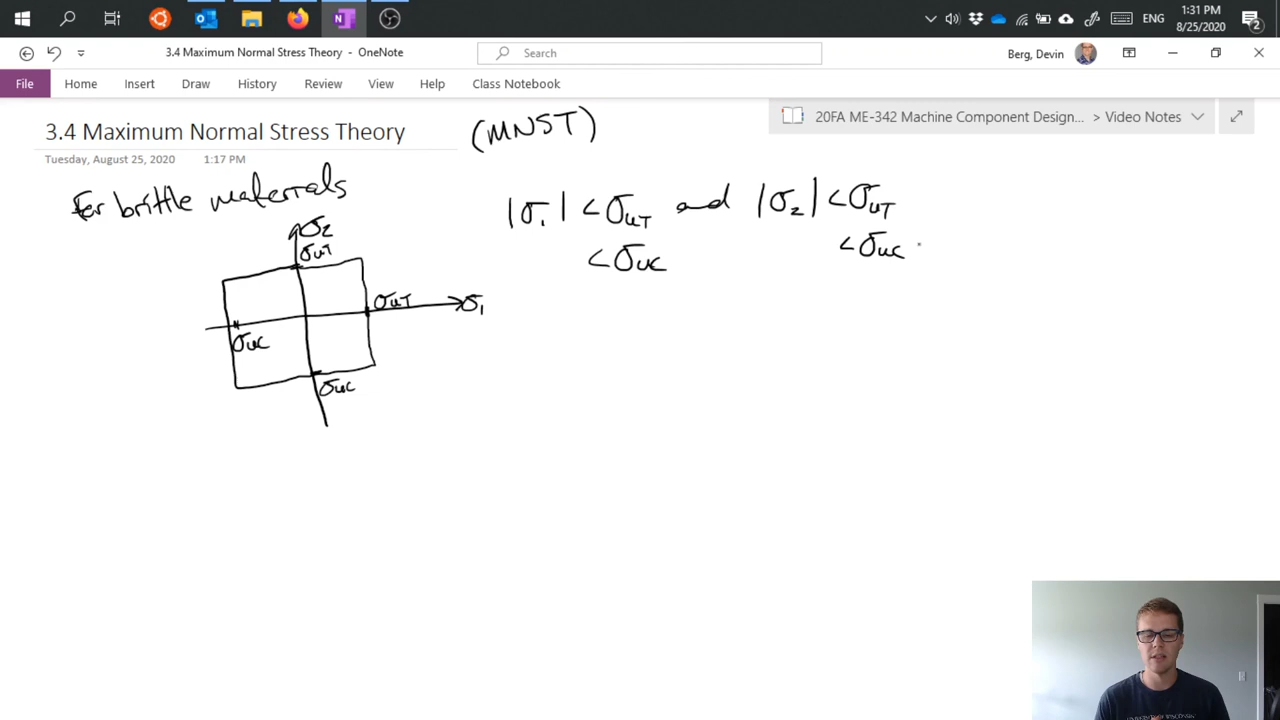 1:31 PM
ENG
8/25/2020
2
3.4 Maximum Normal Stress Theory - OneNote
Search
Berg, Devin
File Home Insert Draw History Review View Help Class Notebook
20FA ME-342 Machine Component Design... > Video Notes
3.4 Maximum Normal Stress Theory (MNST)
Tuesday, August 25, 2020 1:17 PM
For brittle materials
|σ₁| < σuT and |σ₂| < σuT
< σuc < σuc
σ₂
σuT
σuT
σ₁
σuc
σuc